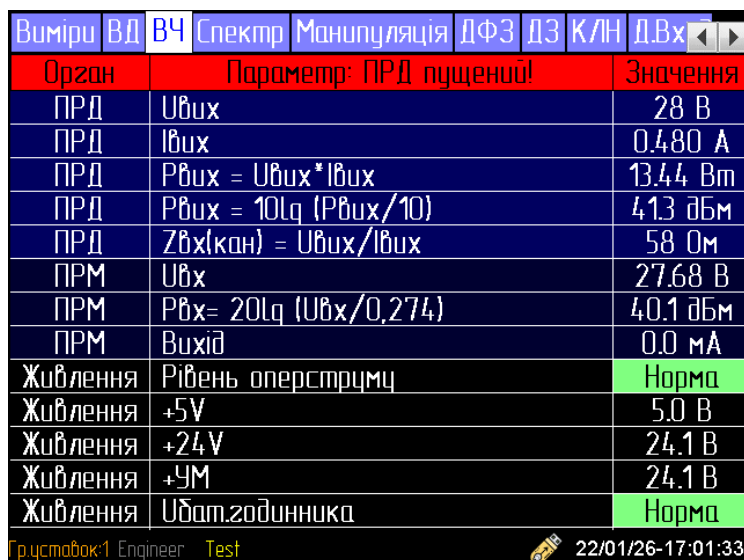 Виміри ВД ВЧ Спектр Манипуляція ДФЗ ДЗ КЛН Д.Вх
Орган Параметр: ПРД пущений! Значення
ПРД Uвих 28 В
ПРД Iвих 0.480 А
ПРД Pвих = Uвих*Iвих 13.44 Вт
ПРД Pвих = 10lq (Pвих/10) 41.3 дБм
ПРД Zвх(кан) = Uвих/Iвих 58 Ом
ПРМ Uвх 27.68 В
ПРМ Pвх= 20lq (Uвх/0,274) 40.1 дБм
ПРМ Вихід 0.0 мА
Живлення Рівень оперструму Норма
Живлення +5V 5.0 В
Живлення +24V 24.1 В
Живлення +УМ 24.1 В
Живлення Uбат.годинника Норма
Гр.уставок:1 Engineer Test 22/01/26-17:01:33